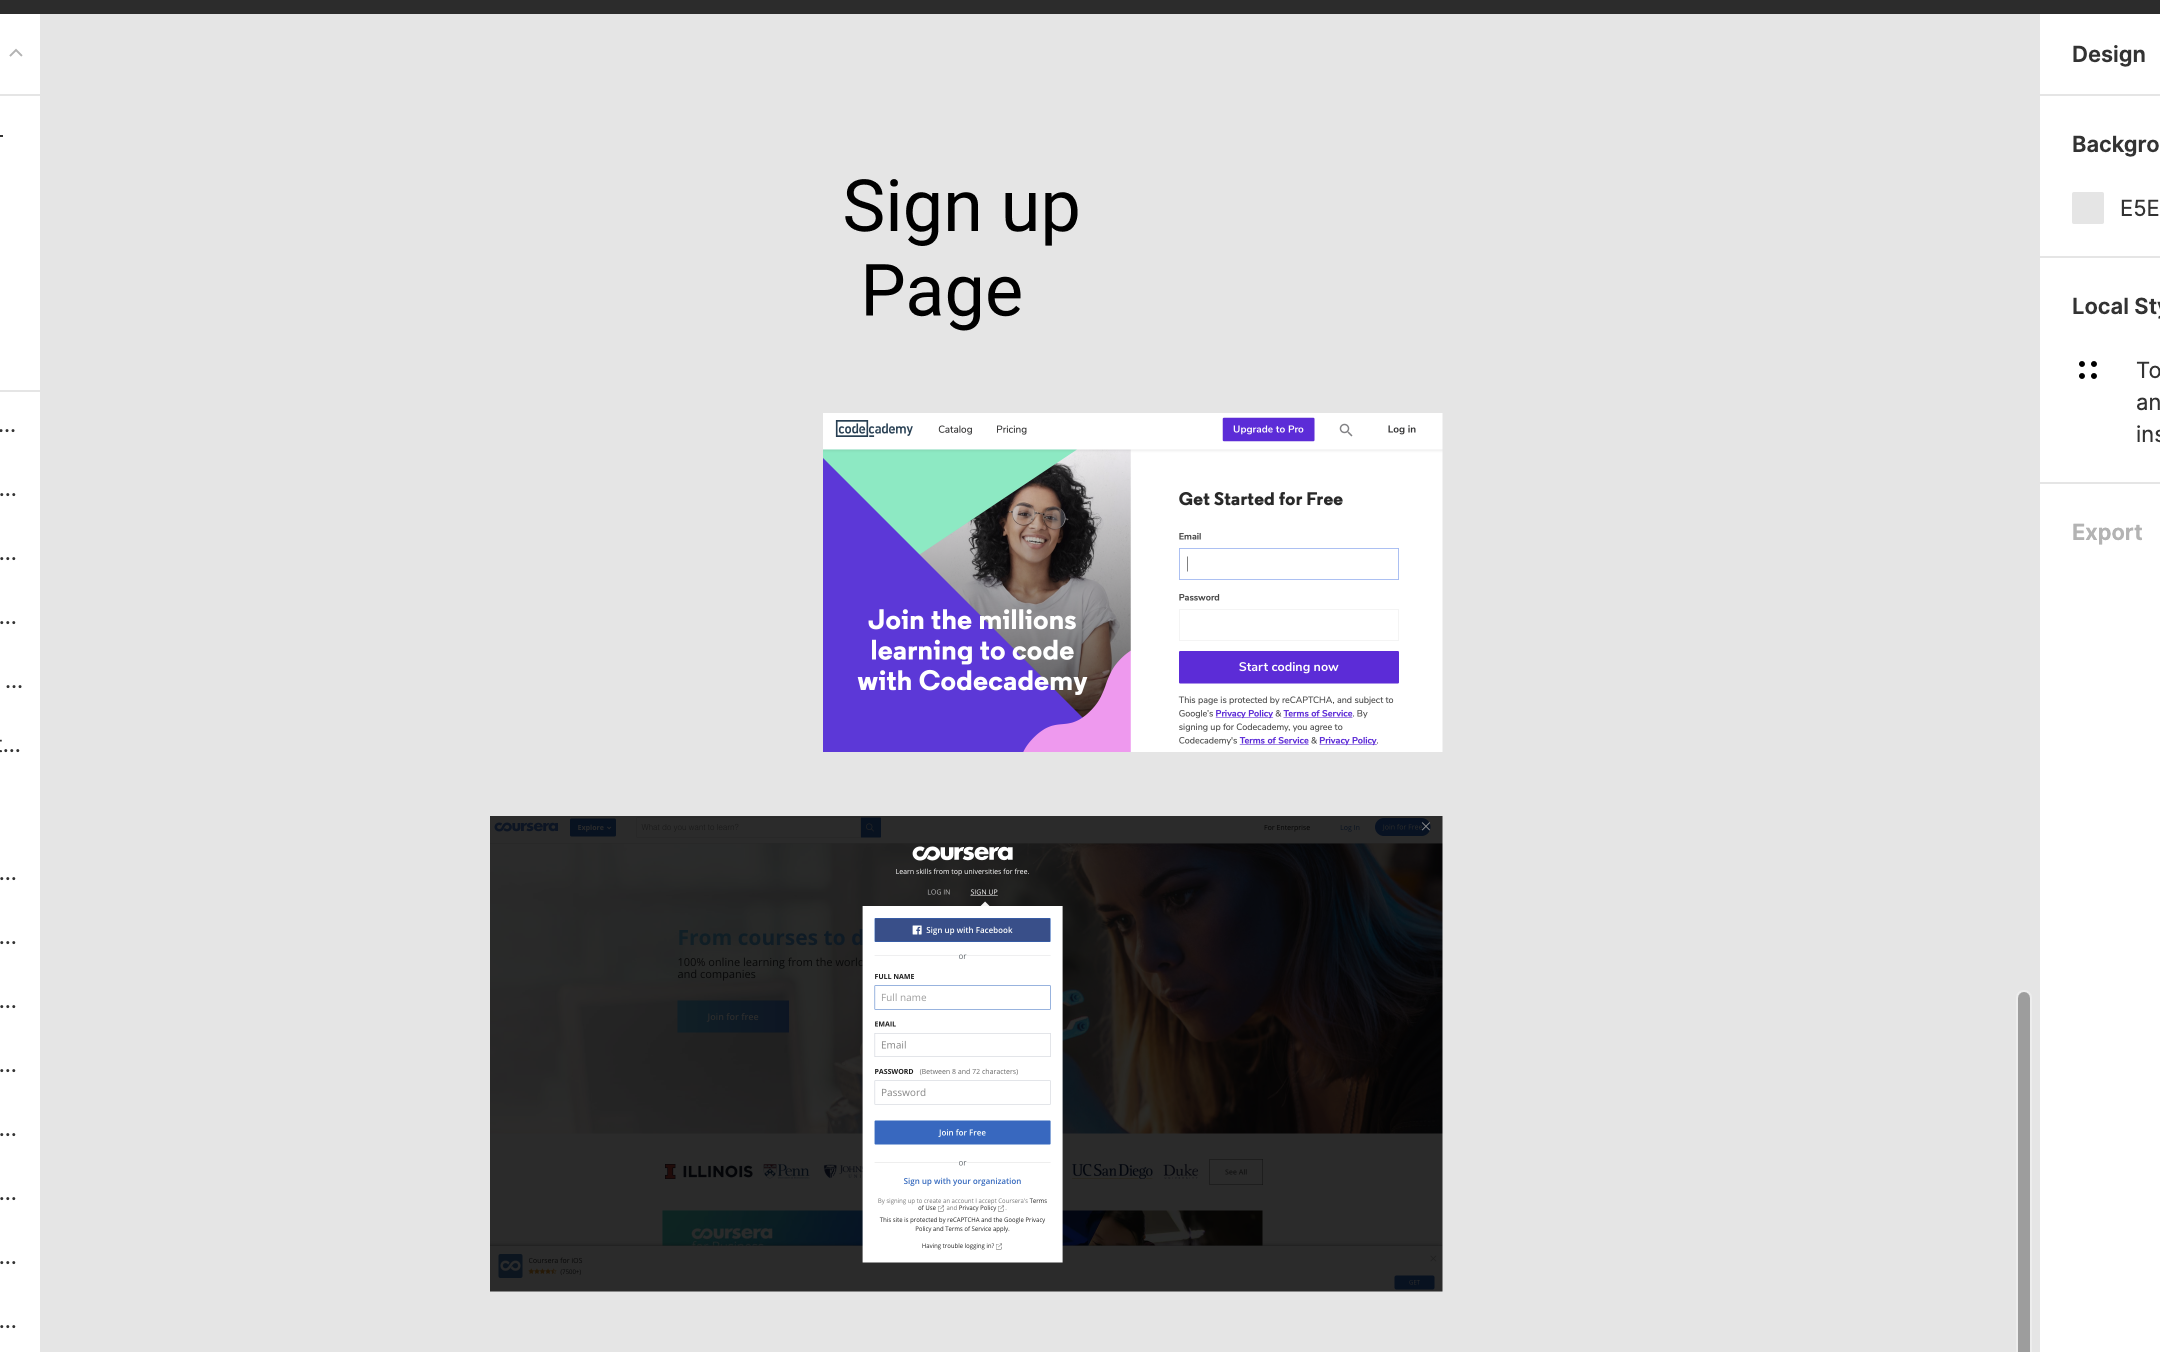 Design
Backgro
E5E
Local Sty
To
an
ins
Export
Sign up
Page
codecademy
Catalog
Pricing
Upgrade to Pro
Log in
Join the millions
learning to code
with Codecademy
Get Started for Free
Email
Password
Start coding now
This page is protected by reCAPTCHA, and subject to
Google's Privacy Policy & Terms of Service. By
signing up for Codecademy, you agree to
Codecademy's Terms of Service & Privacy Policy.
coursera
Explore
What do you want to learn?
For Enterprise
Log In
Join for Free
coursera
Learn skills from top universities for free.
LOG IN
SIGN UP
From courses to d
100% online learning from the world
and companies
Join for free
Sign up with Facebook
or
FULL NAME
Full name
EMAIL
Email
PASSWORD (Between 8 and 72 characters)
Password
Join for Free
or
Sign up with your organization
By signing up to create an account I accept Coursera's Terms
of Use and Privacy Policy
This site is protected by reCAPTCHA and the Google Privacy
Policy and Terms of Service apply.
Having trouble logging in?
ILLINOIS
Penn
JOHN
UC San Diego
Duke
See All
coursera
Coursera for iOS
GET